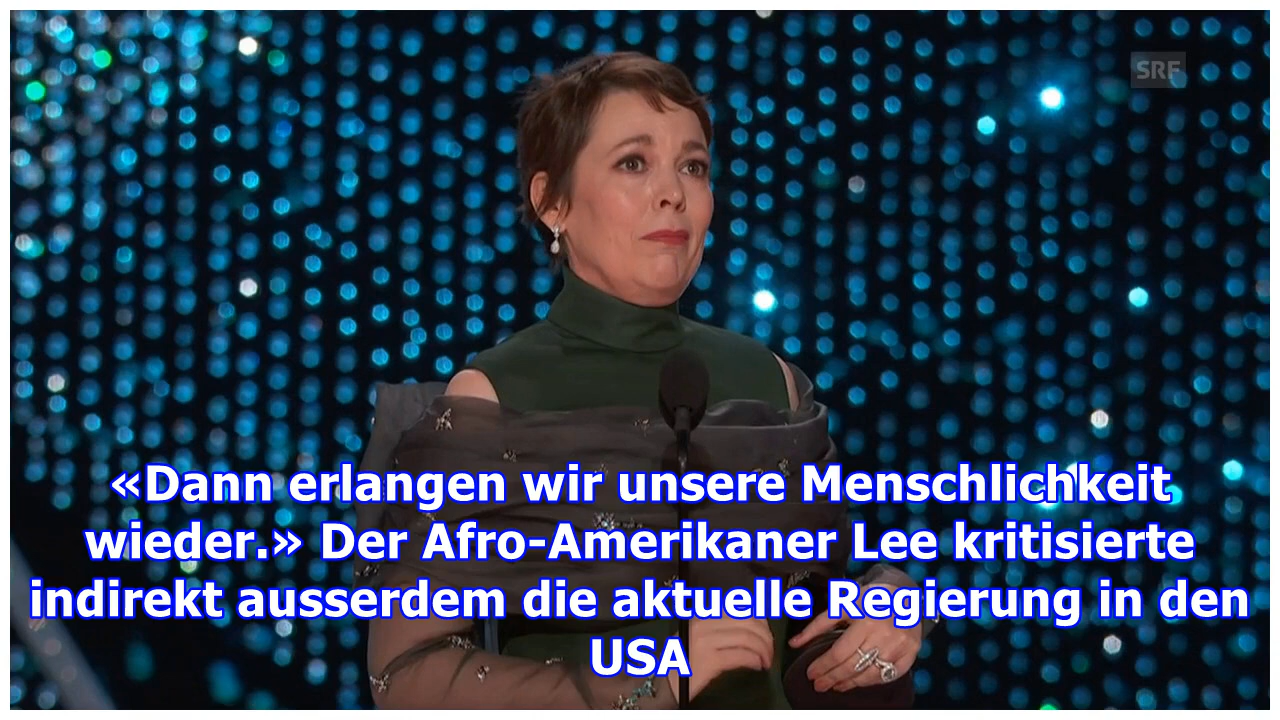 SRF
«Dann erlangen wir unsere Menschlichkeit
wieder.» Der Afro-Amerikaner Lee kritisierte
indirekt ausserdem die aktuelle Regierung in den
USA